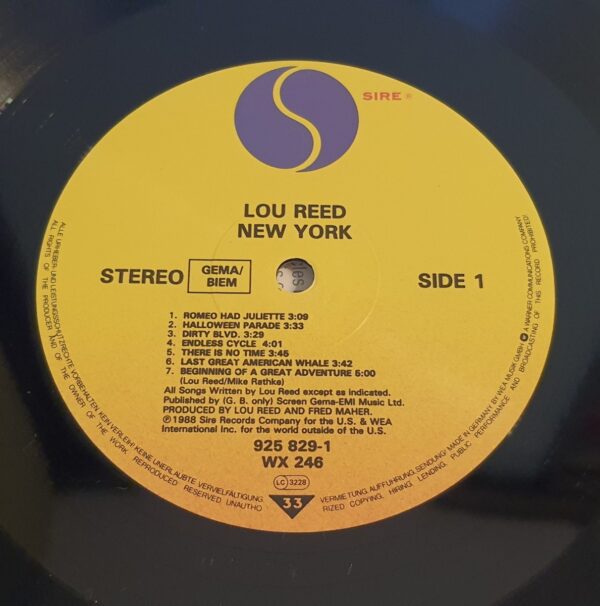 SIRE ®
LOU REED
NEW YORK
STEREO
GEMA/
BIEM
SIDE 1
1. ROMEO HAD JULIETTE 3:09
2. HALLOWEEN PARADE 3:33
3. DIRTY BLVD. 3:29
4. ENDLESS CYCLE 4:01
5. THERE IS NO TIME 3:45
6. LAST GREAT AMERICAN WHALE 3:42
7. BEGINNING OF A GREAT ADVENTURE 5:00
(Lou Reed/Mike Rathke)
All Songs Written by Lou Reed except as indicated.
Published by (G. B. only) Screen Gema-EMI Music Ltd.
PRODUCED BY LOU REED AND FRED MAHER.
℗ 1988 Sire Records Company for the U.S. & WEA
International Inc. for the world outside of the U.S.
925 829-1
WX 246
LC 3228
33
ALLE URHEBER- UND LEISTUNGSSCHUTZRECHTE VORBEHALTEN. KEIN VERLEIH! KEINE UNERLAUBTE VERVIELFÄLTIGUNG, VERMIETUNG, AUFFÜHRUNG, SENDUNG! MADE IN GERMANY BY WEA MUSIK GMBH A WARNER COMMUNICATIONS COMPANY
ALL RIGHTS OF THE PRODUCER AND OF THE OWNER OF THE WORK REPRODUCED RESERVED UNAUTHORIZED COPYING, HIRING, LENDING, PUBLIC PERFORMANCE AND BROADCASTING OF THIS RECORD PROHIBITED!